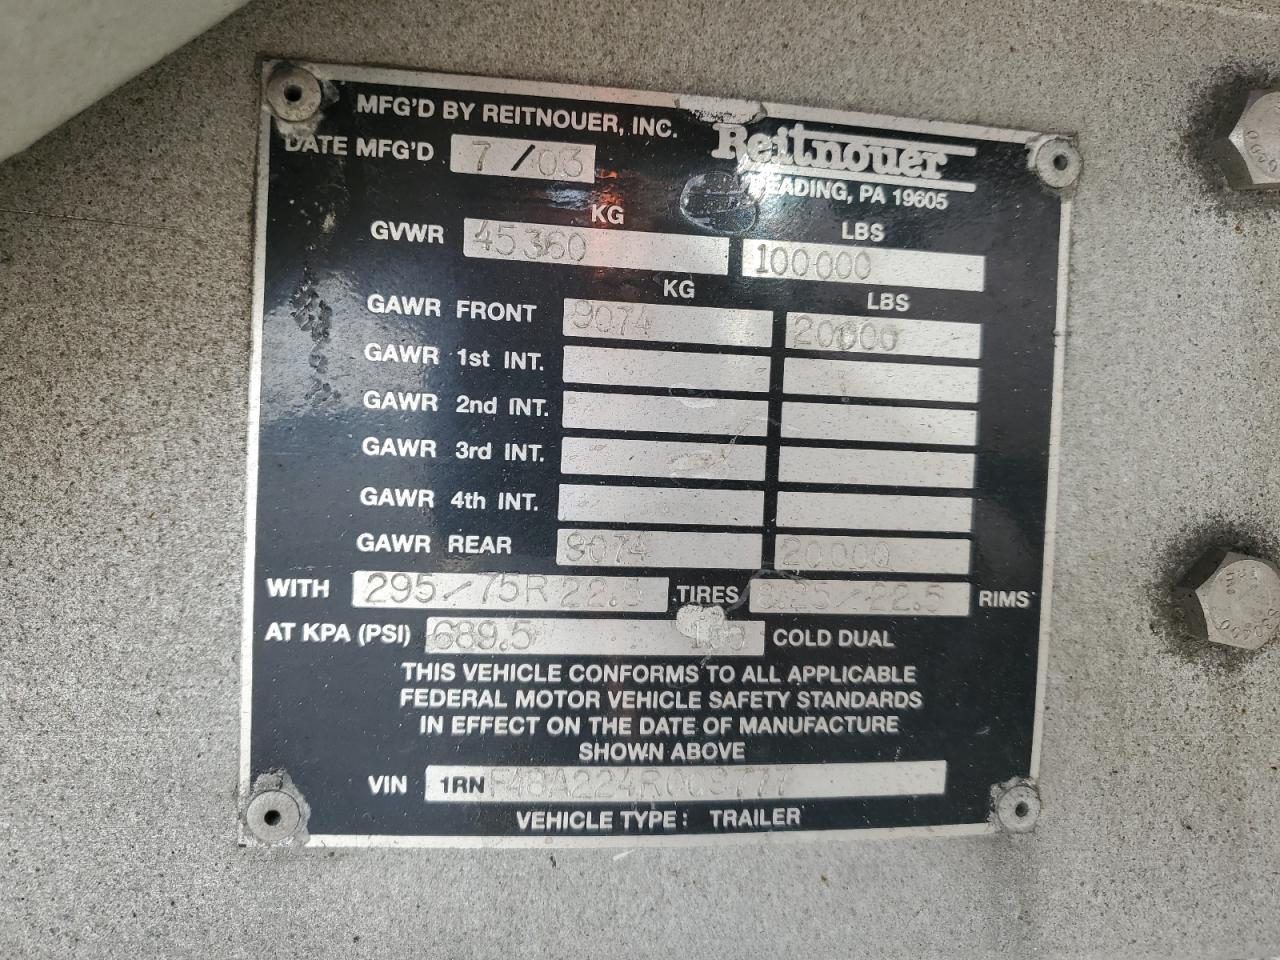 MFG'D BY REITNOUER, INC.
Reitnouer
DATE MFG'D 7/03
READING, PA 19605
KG LBS
GVWR 45360 100000
KG LBS
GAWR FRONT 9074 20000
GAWR 1st INT.
GAWR 2nd INT.
GAWR 3rd INT.
GAWR 4th INT.
GAWR REAR 9074 20000
WITH 295/75R 22.5 TIRES 8.25/22.5 RIMS
AT KPA (PSI) 689.5 COLD DUAL
THIS VEHICLE CONFORMS TO ALL APPLICABLE
FEDERAL MOTOR VEHICLE SAFETY STANDARDS
IN EFFECT ON THE DATE OF MANUFACTURE
SHOWN ABOVE
VIN 1RN
VEHICLE TYPE: TRAILER